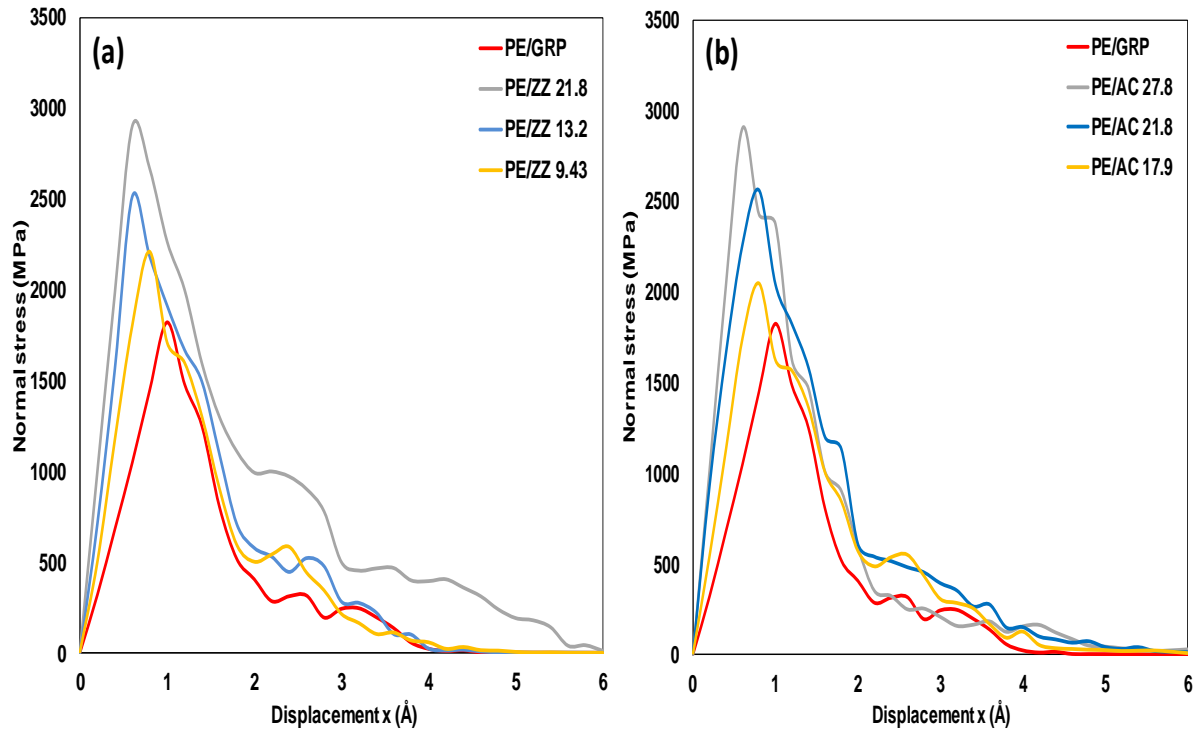 (a)
Normal stress (MPa)
3500
3000
2500
2000
1500
1000
500
0
PE/GRP
PE/ZZ 21.8
PE/ZZ 13.2
PE/ZZ 9.43
0 1 2 3 4 5 6
Displacement x (Å)
(b)
Normal stress (MPa)
3500
3000
2500
2000
1500
1000
500
0
PE/GRP
PE/AC 27.8
PE/AC 21.8
PE/AC 17.9
0 1 2 3 4 5 6
Displacement x (Å)